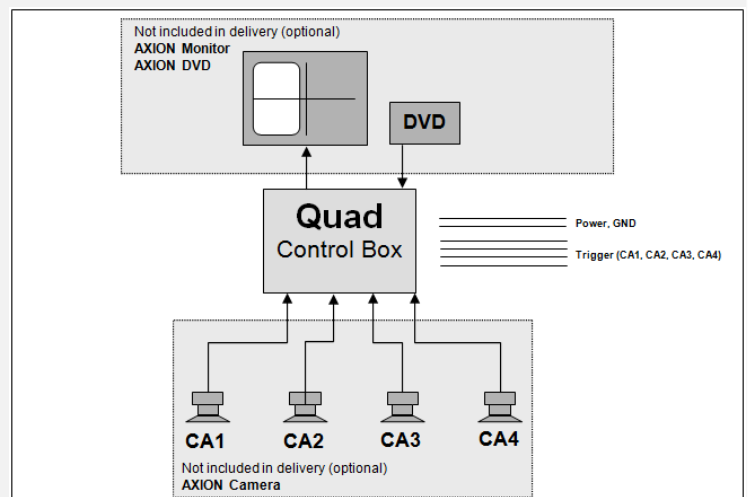 Not included in delivery (optional)
AXION Monitor
AXION DVD
DVD
Quad
Control Box
Power, GND
Trigger (CA1, CA2, CA3, CA4)
CA1
CA2
CA3
CA4
Not included in delivery (optional)
AXION Camera